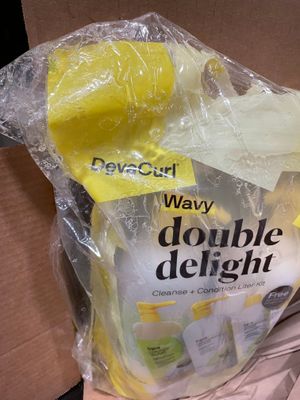 DevaCurl
Wavy
double
delight
Cleanse + Condition Liter Kit
Free